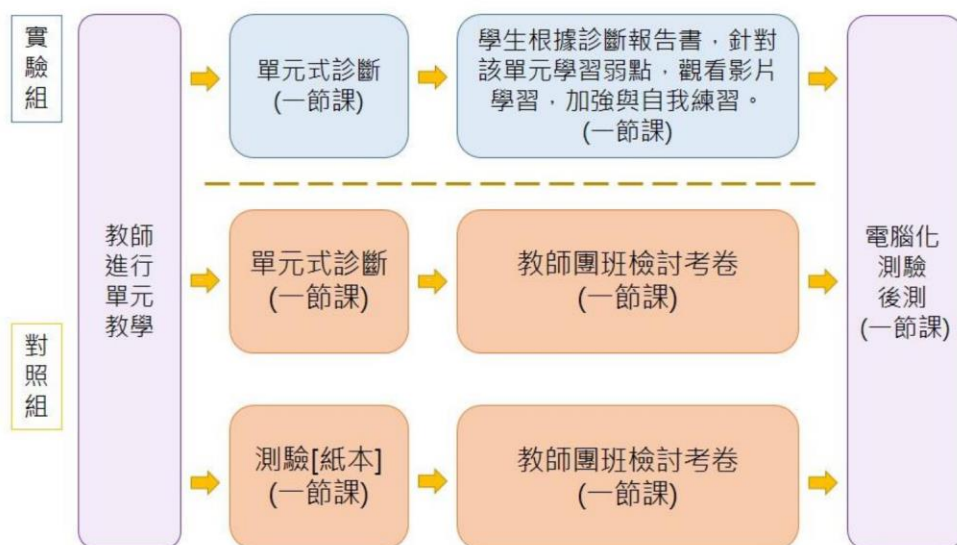 實
驗
組
教師
進行
單元
教學
單元式診斷
(一節課)
學生根據診斷報告書，針對
該單元學習弱點，觀看影片
學習，加強與自我練習。
(一節課)
對
照
組
單元式診斷
(一節課)
教師團班檢討考卷
(一節課)
測驗[紙本]
(一節課)
教師團班檢討考卷
(一節課)
電腦化
測驗
後測
(一節課)